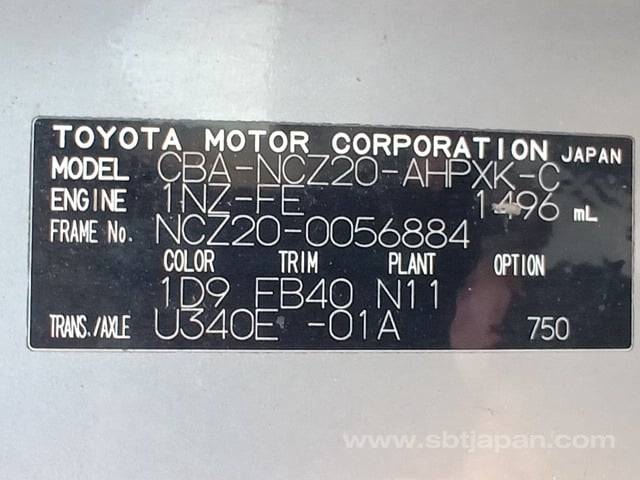 TOYOTA MOTOR CORPORATION JAPAN
MODEL CBA-NCZ20-AHPXK-C
ENGINE 1NZ-FE 1496 mL
FRAME No. NCZ20-0056884
COLOR TRIM PLANT OPTION
1D9 FB40 N11
TRANS./AXLE U340E -01A 750
www.sbtjapan.com